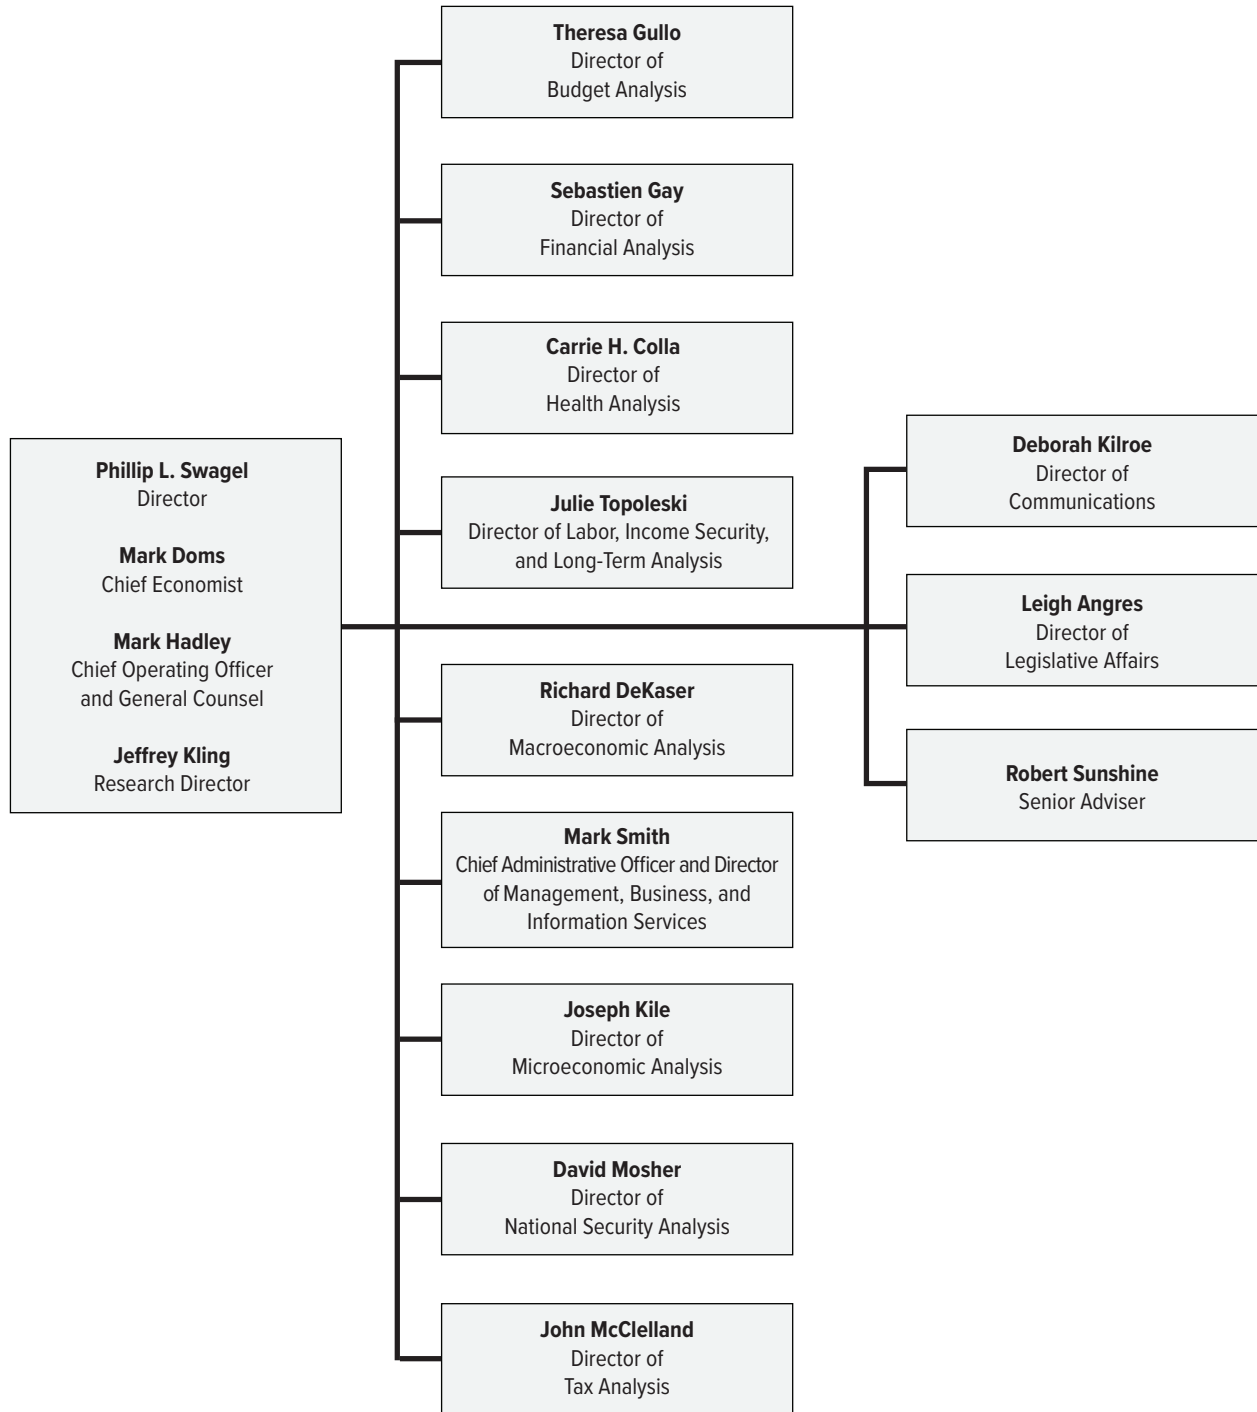 Phillip L. Swagel
Director
Mark Doms
Chief Economist
Mark Hadley
Chief Operating Officer
and General Counsel
Jeffrey Kling
Research Director
Theresa Gullo
Director of
Budget Analysis
Sebastien Gay
Director of
Financial Analysis
Carrie H. Colla
Director of
Health Analysis
Julie Topoleski
Director of Labor, Income Security,
and Long-Term Analysis
Richard DeKaser
Director of
Macroeconomic Analysis
Mark Smith
Chief Administrative Officer and Director
of Management, Business, and
Information Services
Joseph Kile
Director of
Microeconomic Analysis
David Mosher
Director of
National Security Analysis
John McClelland
Director of
Tax Analysis
Deborah Kilroe
Director of
Communications
Leigh Angres
Director of
Legislative Affairs
Robert Sunshine
Senior Adviser